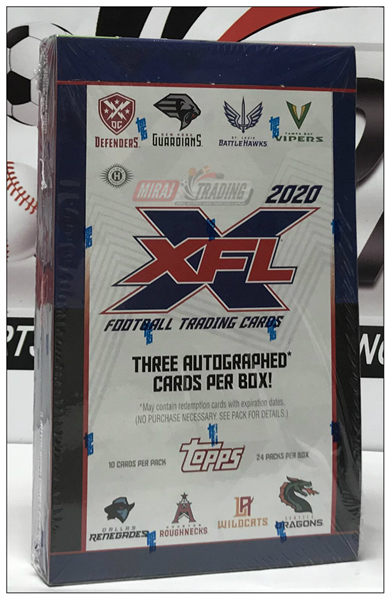 DC
DEFENDERS
NEW YORK
GUARDIANS
ST. LOUIS
BATTLEHAWKS
TAMPA BAY
VIPERS
H
MIRAJ TRADING
2020
XFL
FOOTBALL TRADING CARDS
THREE AUTOGRAPHED*
CARDS PER BOX!
*May contain redemption cards with expiration dates.
(NO PURCHASE NECESSARY. SEE PACK FOR DETAILS.)
10 CARDS PER PACK
Topps
24 PACKS PER BOX
DALLAS
RENEGADES
HOUSTON
ROUGHNECKS
LA
WILDCATS
SEATTLE
DRAGONS